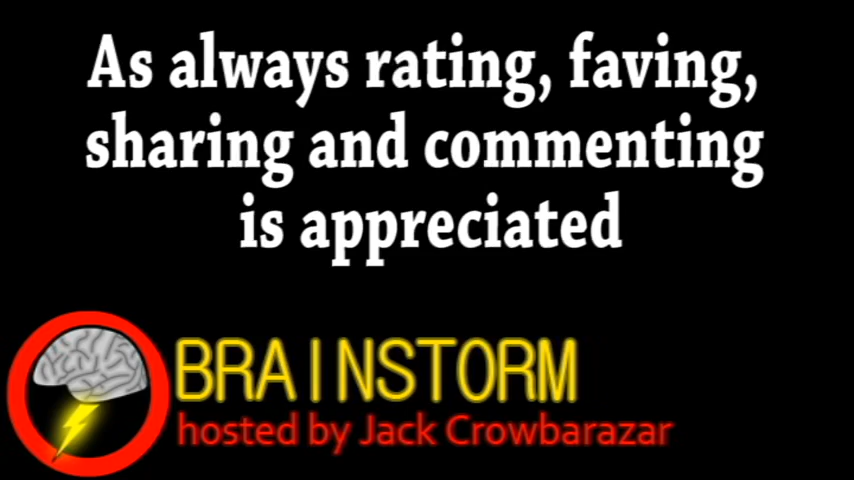 As always rating, faving,
sharing and commenting
is appreciated
BRAINSTORM
hosted by Jack Crowbarazar